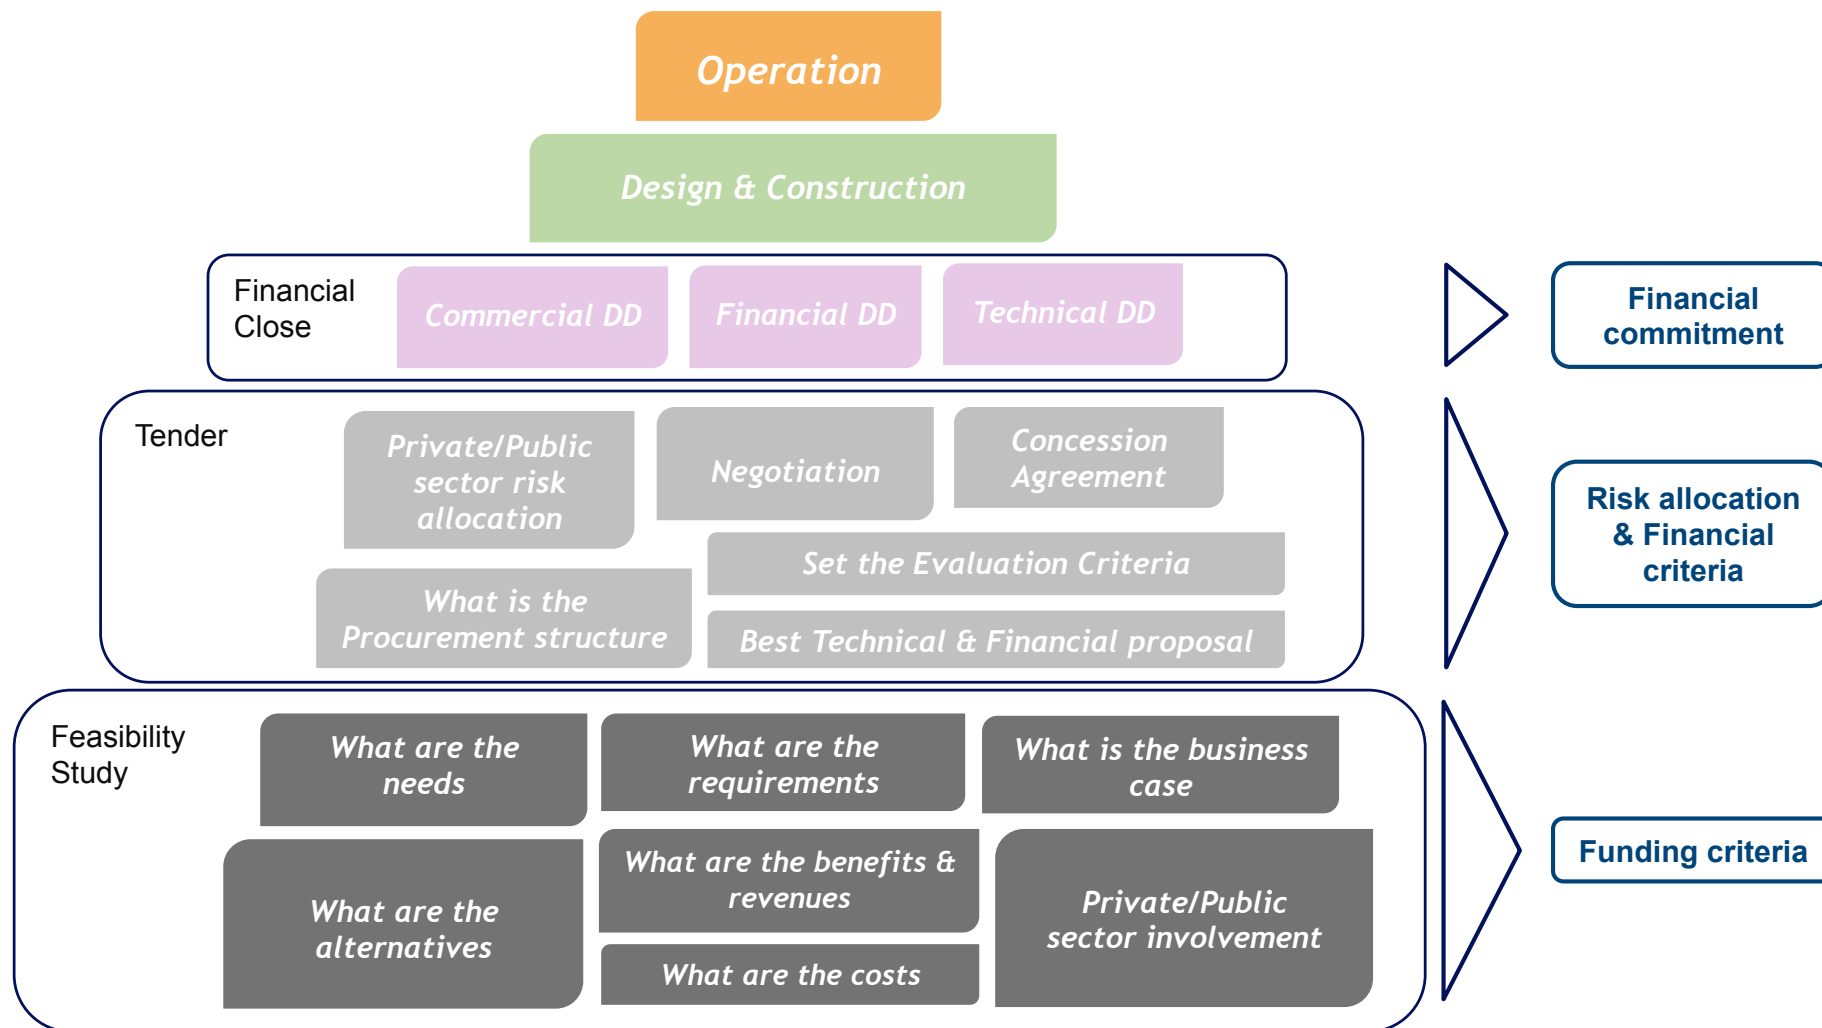 Operation
Design & Construction
Financial
Close
Commercial DD
Financial DD
Technical DD
Financial
commitment
Tender
Private/Public
sector risk
allocation
Negotiation
Concession
Agreement
Set the Evaluation Criteria
What is the
Procurement structure
Best Technical & Financial proposal
Risk allocation
& Financial
criteria
Feasibility
Study
What are the
needs
What are the
requirements
What is the business
case
What are the
alternatives
What are the benefits &
revenues
What are the costs
Private/Public
sector involvement
Funding criteria